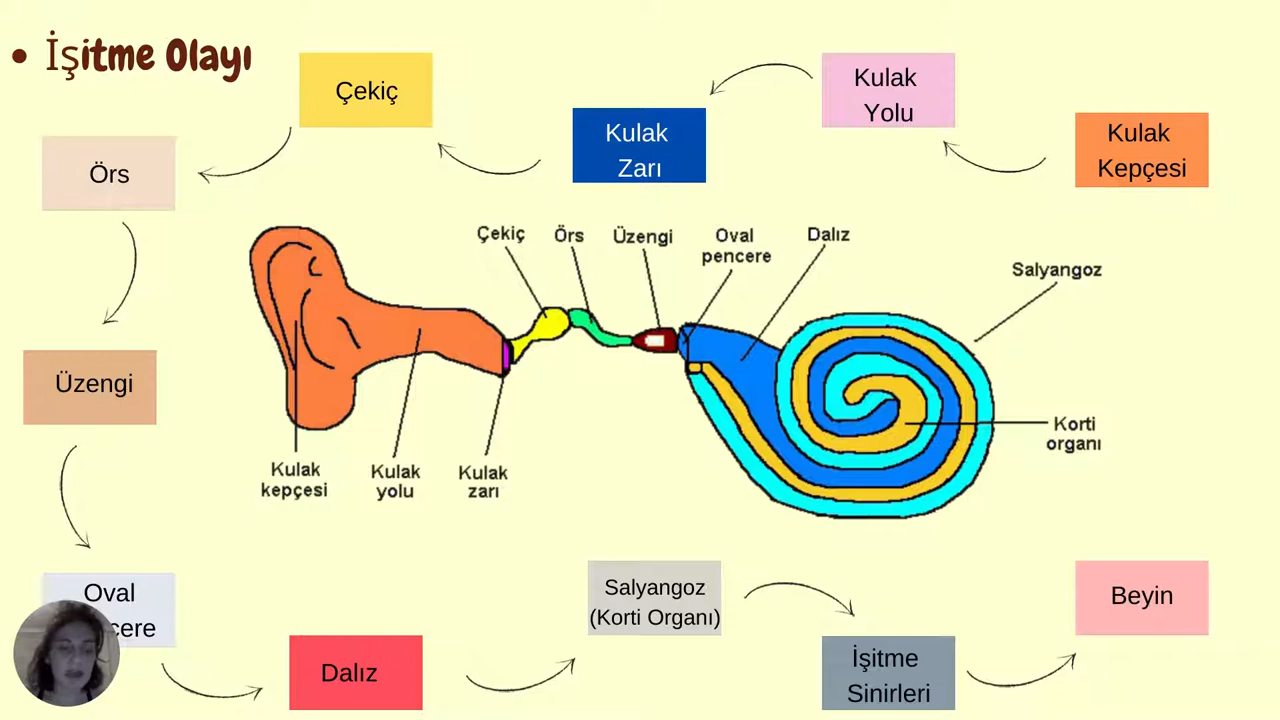 • İşitme Olayı
Çekiç
Kulak
Yolu
Kulak
Zarı
Kulak
Kepçesi
Örs
Çekiç
Örs
Üzengi
Oval
pencere
Dalız
Salyangoz
Üzengi
Korti
organı
Kulak
kepçesi
Kulak
yolu
Kulak
zarı
Oval
Salyangoz
(Korti Organı)
Beyin
Dalız
İşitme
Sinirleri